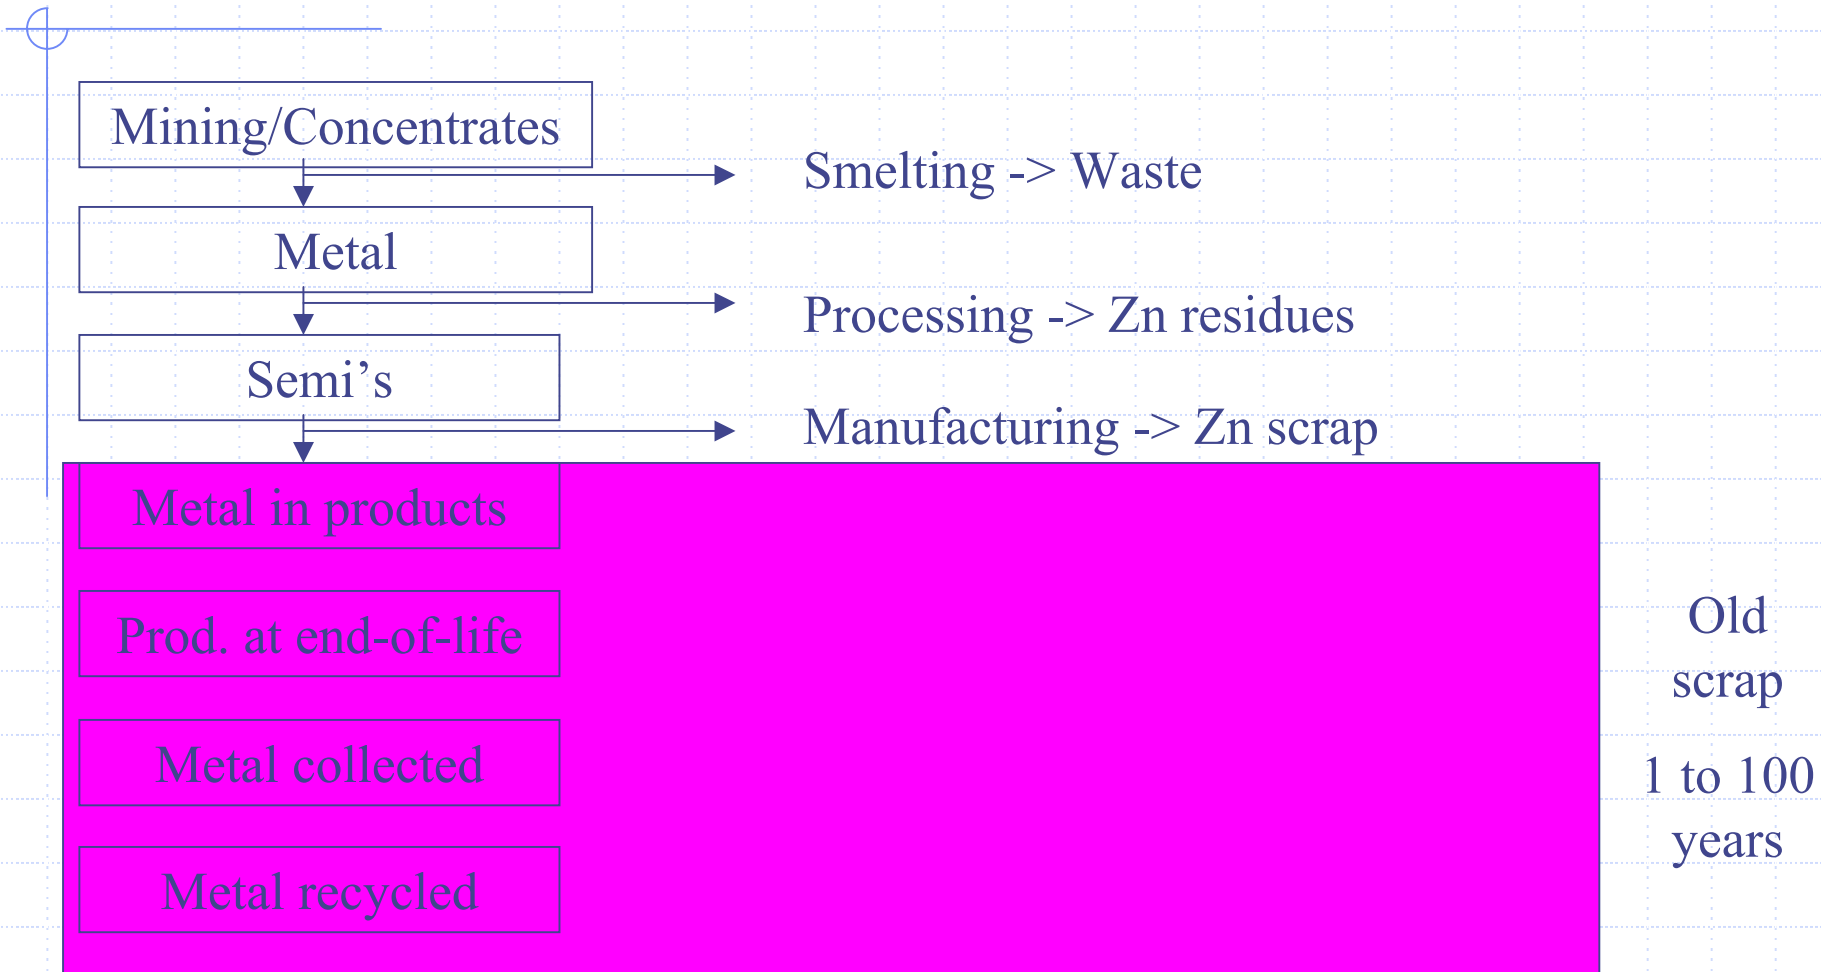 Mining/Concentrates
Smelting -> Waste
Metal
Processing -> Zn residues
Semi’s
Manufacturing -> Zn scrap
Metal in products
Prod. at end-of-life
Metal collected
Metal recycled
Old
scrap
1 to 100
years